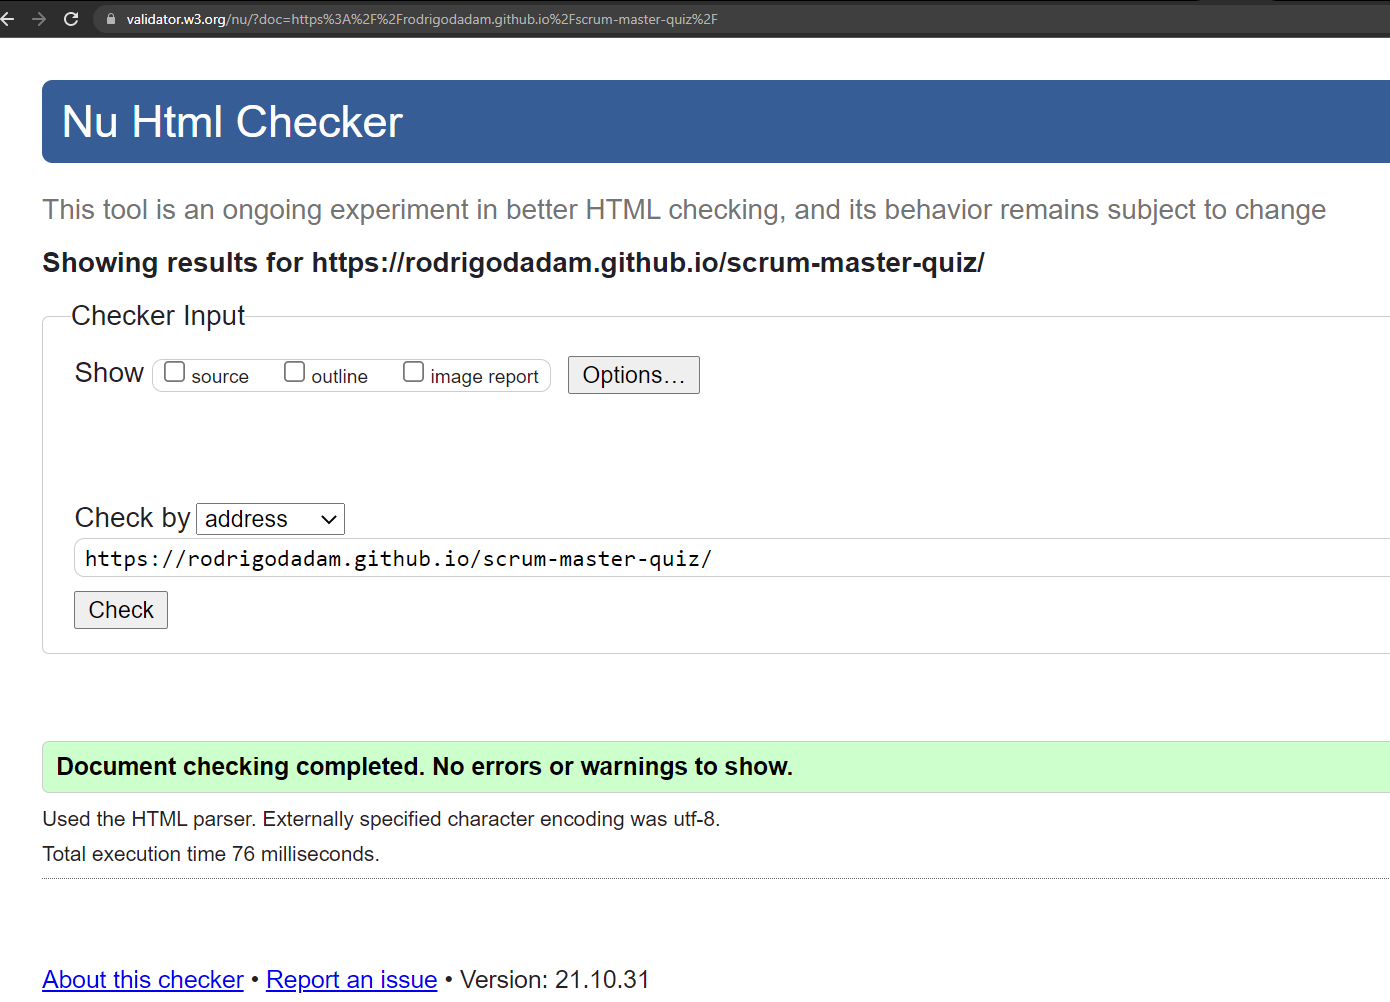 validator.w3.org/nu/?doc=https%3A%2F%2Frodrigodadam.github.io%2Fscrum-master-quiz%2F
Nu Html Checker
This tool is an ongoing experiment in better HTML checking, and its behavior remains subject to change
Showing results for https://rodrigodadam.github.io/scrum-master-quiz/
Checker Input
Show source outline image report Options…
Check by address
https://rodrigodadam.github.io/scrum-master-quiz/
Check
Document checking completed. No errors or warnings to show.
Used the HTML parser. Externally specified character encoding was utf-8.
Total execution time 76 milliseconds.
About this checker • Report an issue • Version: 21.10.31